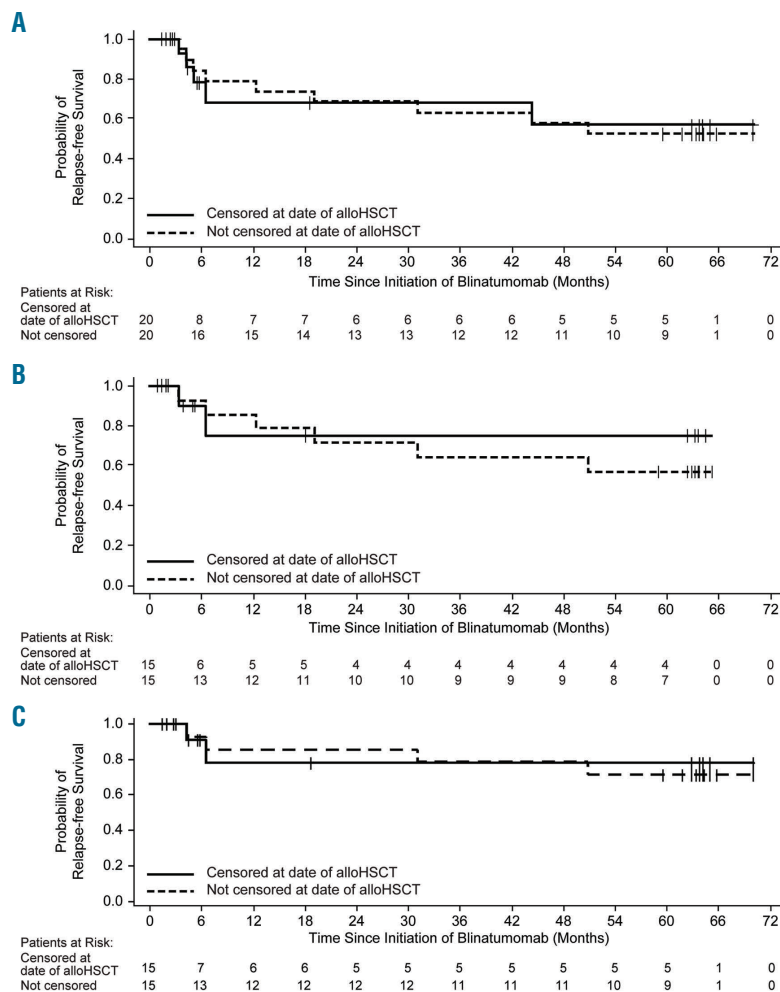 A
1.0
0.8
0.6
0.4
0.2
0.0
Probability of
Relapse-free Survival
Censored at date of alloHSCT
Not censored at date of alloHSCT
0 6 12 18 24 30 36 42 48 54 60 66 72
Time Since Initiation of Blinatumomab (Months)
Patients at Risk:
Censored at
date of alloHSCT 20 8 7 7 6 6 6 6 5 5 5 1 0
Not censored 20 16 15 14 13 13 12 12 11 10 9 1 0
B
1.0
0.8
0.6
0.4
0.2
0.0
Probability of
Relapse-free Survival
Censored at date of alloHSCT
Not censored at date of alloHSCT
0 6 12 18 24 30 36 42 48 54 60 66 72
Time Since Initiation of Blinatumomab (Months)
Patients at Risk:
Censored at
date of alloHSCT 15 6 5 5 4 4 4 4 4 4 4 0 0
Not censored 15 13 12 11 10 10 9 9 9 8 7 0 0
C
1.0
0.8
0.6
0.4
0.2
0.0
Probability of
Relapse-free Survival
Censored at date of alloHSCT
Not censored at date of alloHSCT
0 6 12 18 24 30 36 42 48 54 60 66 72
Time Since Initiation of Blinatumomab (Months)
Patients at Risk:
Censored at
date of alloHSCT 15 7 6 6 5 5 5 5 5 5 5 1 0
Not censored 15 13 12 12 12 12 11 11 11 10 9 1 0